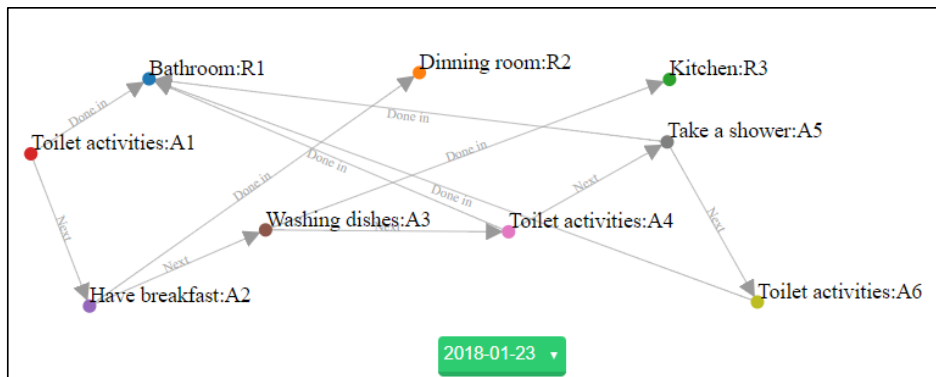 Bathroom:R1
Dinning room:R2
Kitchen:R3
Done in
Done in
Toilet activities:A1
Take a shower:A5
Done in
Done in
Done in
Next
Done in
Next
Washing dishes:A3
Toilet activities:A4
Next
Next
Next
Have breakfast:A2
Toilet activities:A6
2018-01-23 ▼